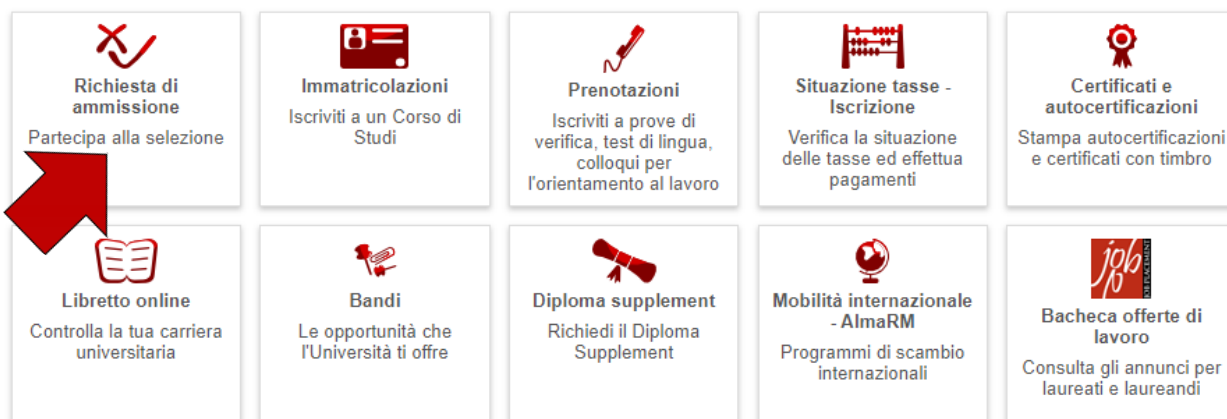 Richiesta di
ammissione
Partecipa alla selezione
Immatricolazioni
Iscriviti a un Corso di
Studi
Prenotazioni
Iscriviti a prove di
verifica, test di lingua,
colloqui per
l'orientamento al lavoro
Situazione tasse -
Iscrizione
Verifica la situazione
delle tasse ed effettua
pagamenti
Certificati e
autocertificazioni
Stampa autocertificazioni
e certificati con timbro
Libretto online
Controlla la tua carriera
universitaria
Bandi
Le opportunità che
l'Università ti offre
Diploma supplement
Richiedi il Diploma
Supplement
Mobilità internazionale
- AlmaRM
Programmi di scambio
internazionali
job
JOB PLACEMENT
Bacheca offerte di
lavoro
Consulta gli annunci per
laureati e laureandi